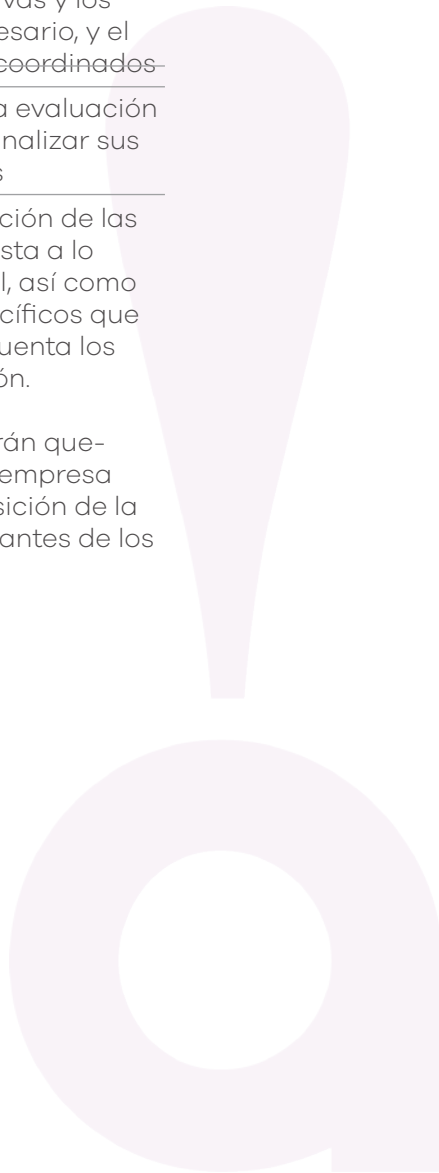 vas y los
esario, y el
coordinados
a evaluación
nalizar sus
s
ción de las
sta a lo
l, así como
cíficos que
uenta los
ón.
rán que-
empresa
sición de la
antes de los